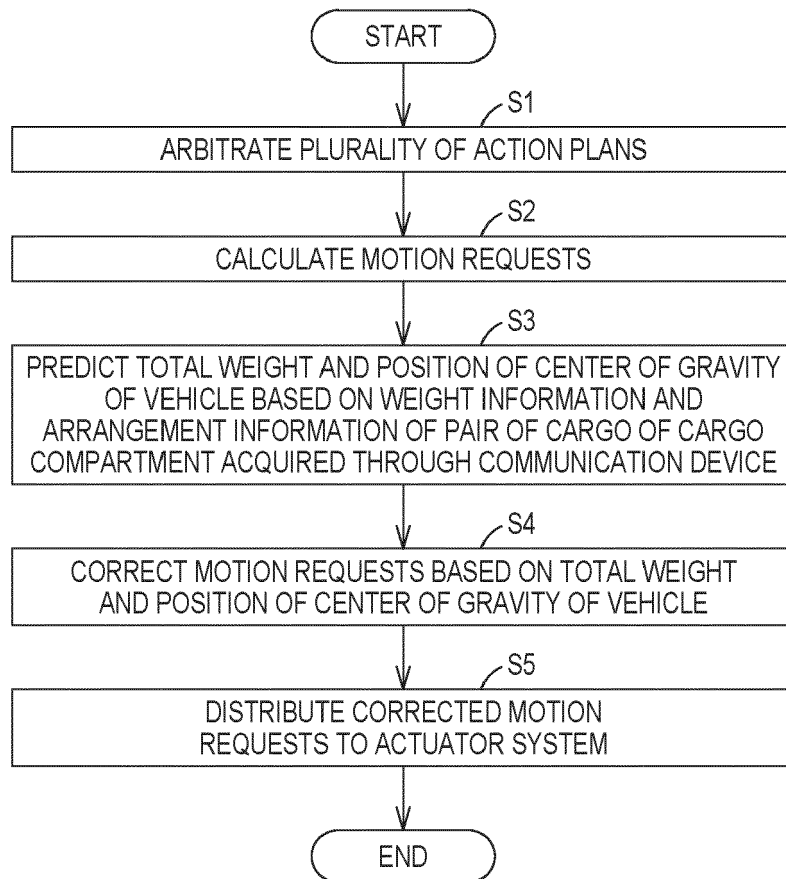 START
S1
ARBITRATE PLURALITY OF ACTION PLANS
S2
CALCULATE MOTION REQUESTS
S3
PREDICT TOTAL WEIGHT AND POSITION OF CENTER OF GRAVITY
OF VEHICLE BASED ON WEIGHT INFORMATION AND
ARRANGEMENT INFORMATION OF PAIR OF CARGO OF CARGO
COMPARTMENT ACQUIRED THROUGH COMMUNICATION DEVICE
S4
CORRECT MOTION REQUESTS BASED ON TOTAL WEIGHT
AND POSITION OF CENTER OF GRAVITY OF VEHICLE
S5
DISTRIBUTE CORRECTED MOTION
REQUESTS TO ACTUATOR SYSTEM
END